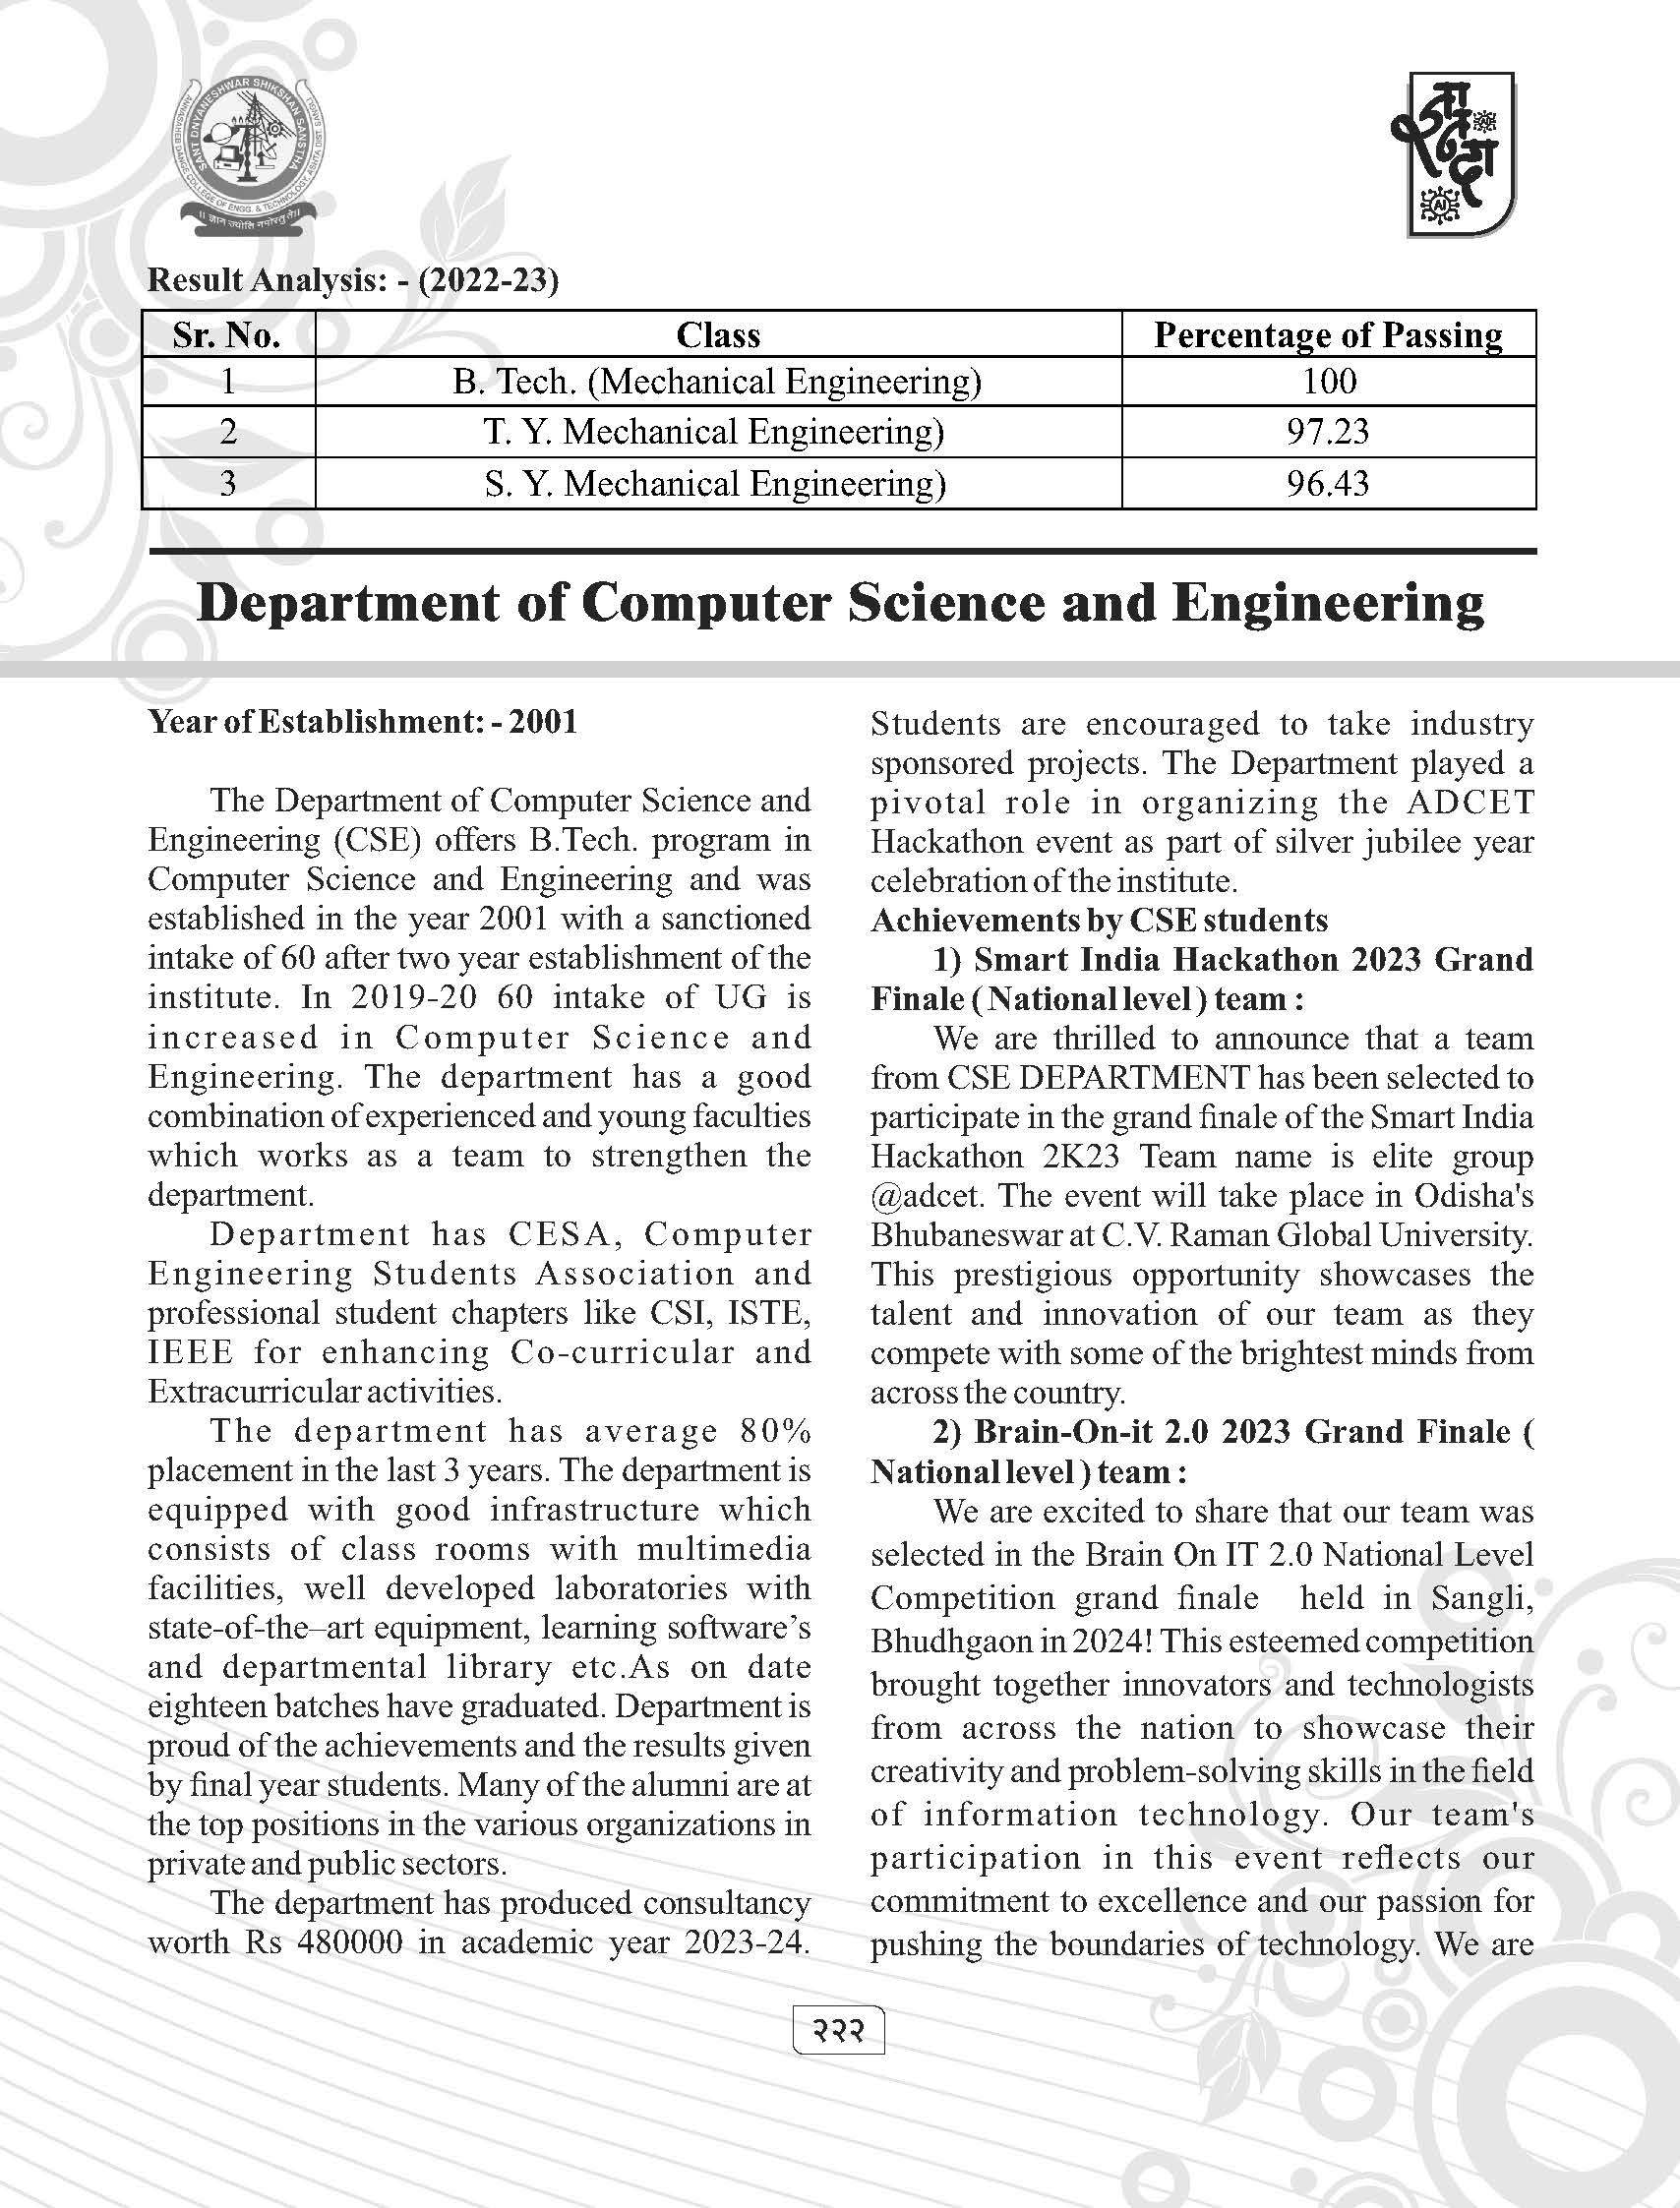 SANT DNYANESHWAR SHIKSHAN SANSTHA
ANNASAHEB DANGE COLLEGE OF ENGG. & TECHNOLOGY, ASHTA DIST. SANGLI
AI
AI
Result Analysis: - (2022-23)
Sr. No. Class Percentage of Passing
1 B. Tech. (Mechanical Engineering) 100
2 T. Y. Mechanical Engineering) 97.23
3 S. Y. Mechanical Engineering) 96.43
Department of Computer Science and Engineering
Year of Establishment: - 2001
The Department of Computer Science and
Engineering (CSE) offers B.Tech. program in
Computer Science and Engineering and was
established in the year 2001 with a sanctioned
intake of 60 after two year establishment of the
institute. In 2019-20 60 intake of UG is
increased in Computer Science and
Engineering. The department has a good
combination of experienced and young faculties
which works as a team to strengthen the
department.
Department has CESA, Computer
Engineering Students Association and
professional student chapters like CSI, ISTE,
IEEE for enhancing Co-curricular and
Extracurricular activities.
The department has average 80%
placement in the last 3 years. The department is
equipped with good infrastructure which
consists of class rooms with multimedia
facilities, well developed laboratories with
state-of-the–art equipment, learning software’s
and departmental library etc.As on date
eighteen batches have graduated. Department is
proud of the achievements and the results given
by final year students. Many of the alumni are at
the top positions in the various organizations in
private and public sectors.
The department has produced consultancy
worth Rs 480000 in academic year 2023-24.
Students are encouraged to take industry
sponsored projects. The Department played a
pivotal role in organizing the ADCET
Hackathon event as part of silver jubilee year
celebration of the institute.
Achievements by CSE students
1) Smart India Hackathon 2023 Grand
Finale ( National level ) team :
We are thrilled to announce that a team
from CSE DEPARTMENT has been selected to
participate in the grand finale of the Smart India
Hackathon 2K23 Team name is elite group
@adcet. The event will take place in Odisha's
Bhubaneswar at C.V. Raman Global University.
This prestigious opportunity showcases the
talent and innovation of our team as they
compete with some of the brightest minds from
across the country.
2) Brain-On-it 2.0 2023 Grand Finale (
National level ) team :
We are excited to share that our team was
selected in the Brain On IT 2.0 National Level
Competition grand finale held in Sangli,
Bhudhgaon in 2024! This esteemed competition
brought together innovators and technologists
from across the nation to showcase their
creativity and problem-solving skills in the field
of information technology. Our team's
participation in this event reflects our
commitment to excellence and our passion for
pushing the boundaries of technology. We are
२२२